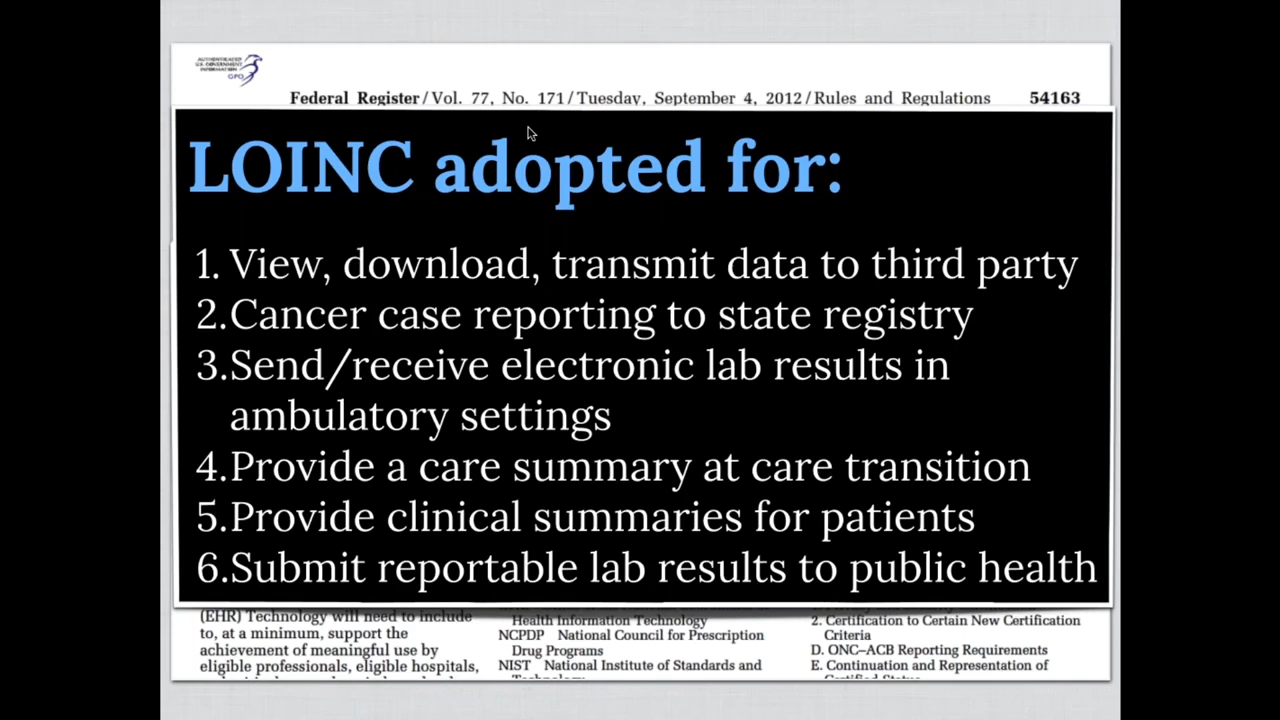 AUTHENTICATED
U.S. GOVERNMENT
INFORMATION
GPO
Federal Register/Vol. 77, No. 171/Tuesday, September 4, 2012/Rules and Regulations 54163
LOINC adopted for:
1. View, download, transmit data to third party
2.Cancer case reporting to state registry
3.Send/receive electronic lab results in
ambulatory settings
4.Provide a care summary at care transition
5.Provide clinical summaries for patients
6.Submit reportable lab results to public health
(EHR) Technology will need to include
to, at a minimum, support the
achievement of meaningful use by
eligible professionals, eligible hospitals,
Health Information Technology
NCPDP National Council for Prescription
Drug Programs
NIST National Institute of Standards and
2. Certification to Certain New Certification
Criteria
D. ONC–ACB Reporting Requirements
E. Continuation and Representation of